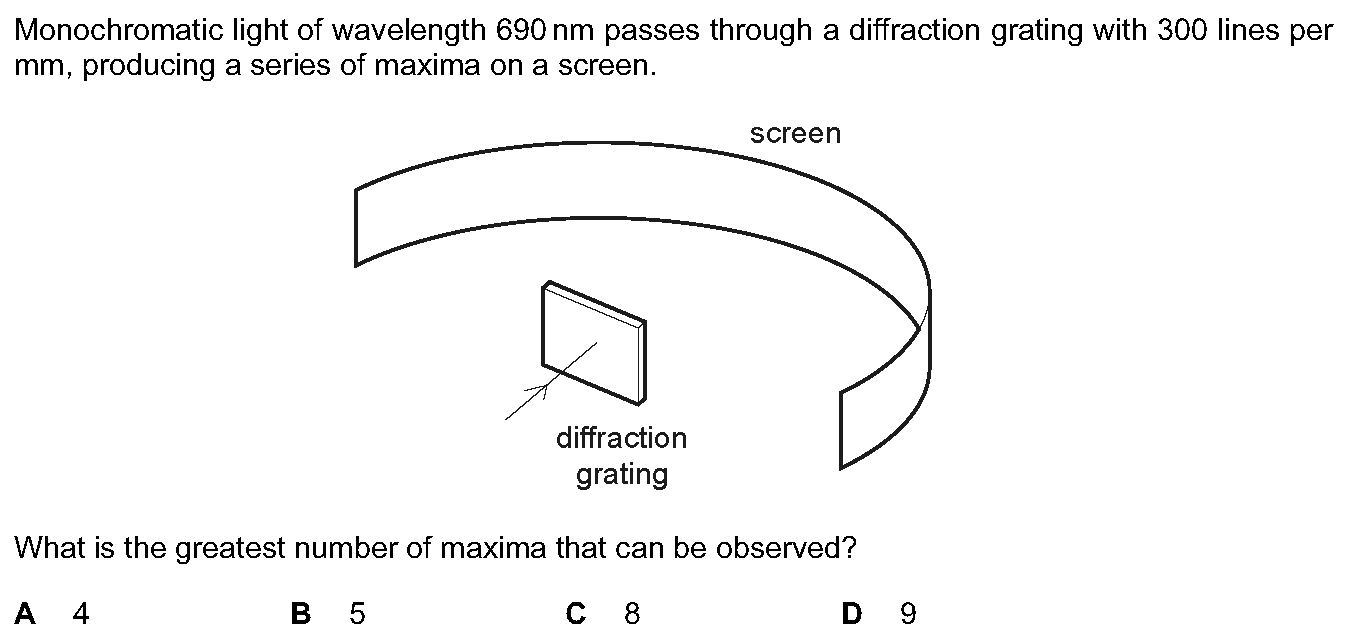 Monochromatic light of wavelength 690 nm passes through a diffraction grating with 300 lines per
mm, producing a series of maxima on a screen.
screen
diffraction
grating
What is the greatest number of maxima that can be observed?
A 4 B 5 C 8 D 9